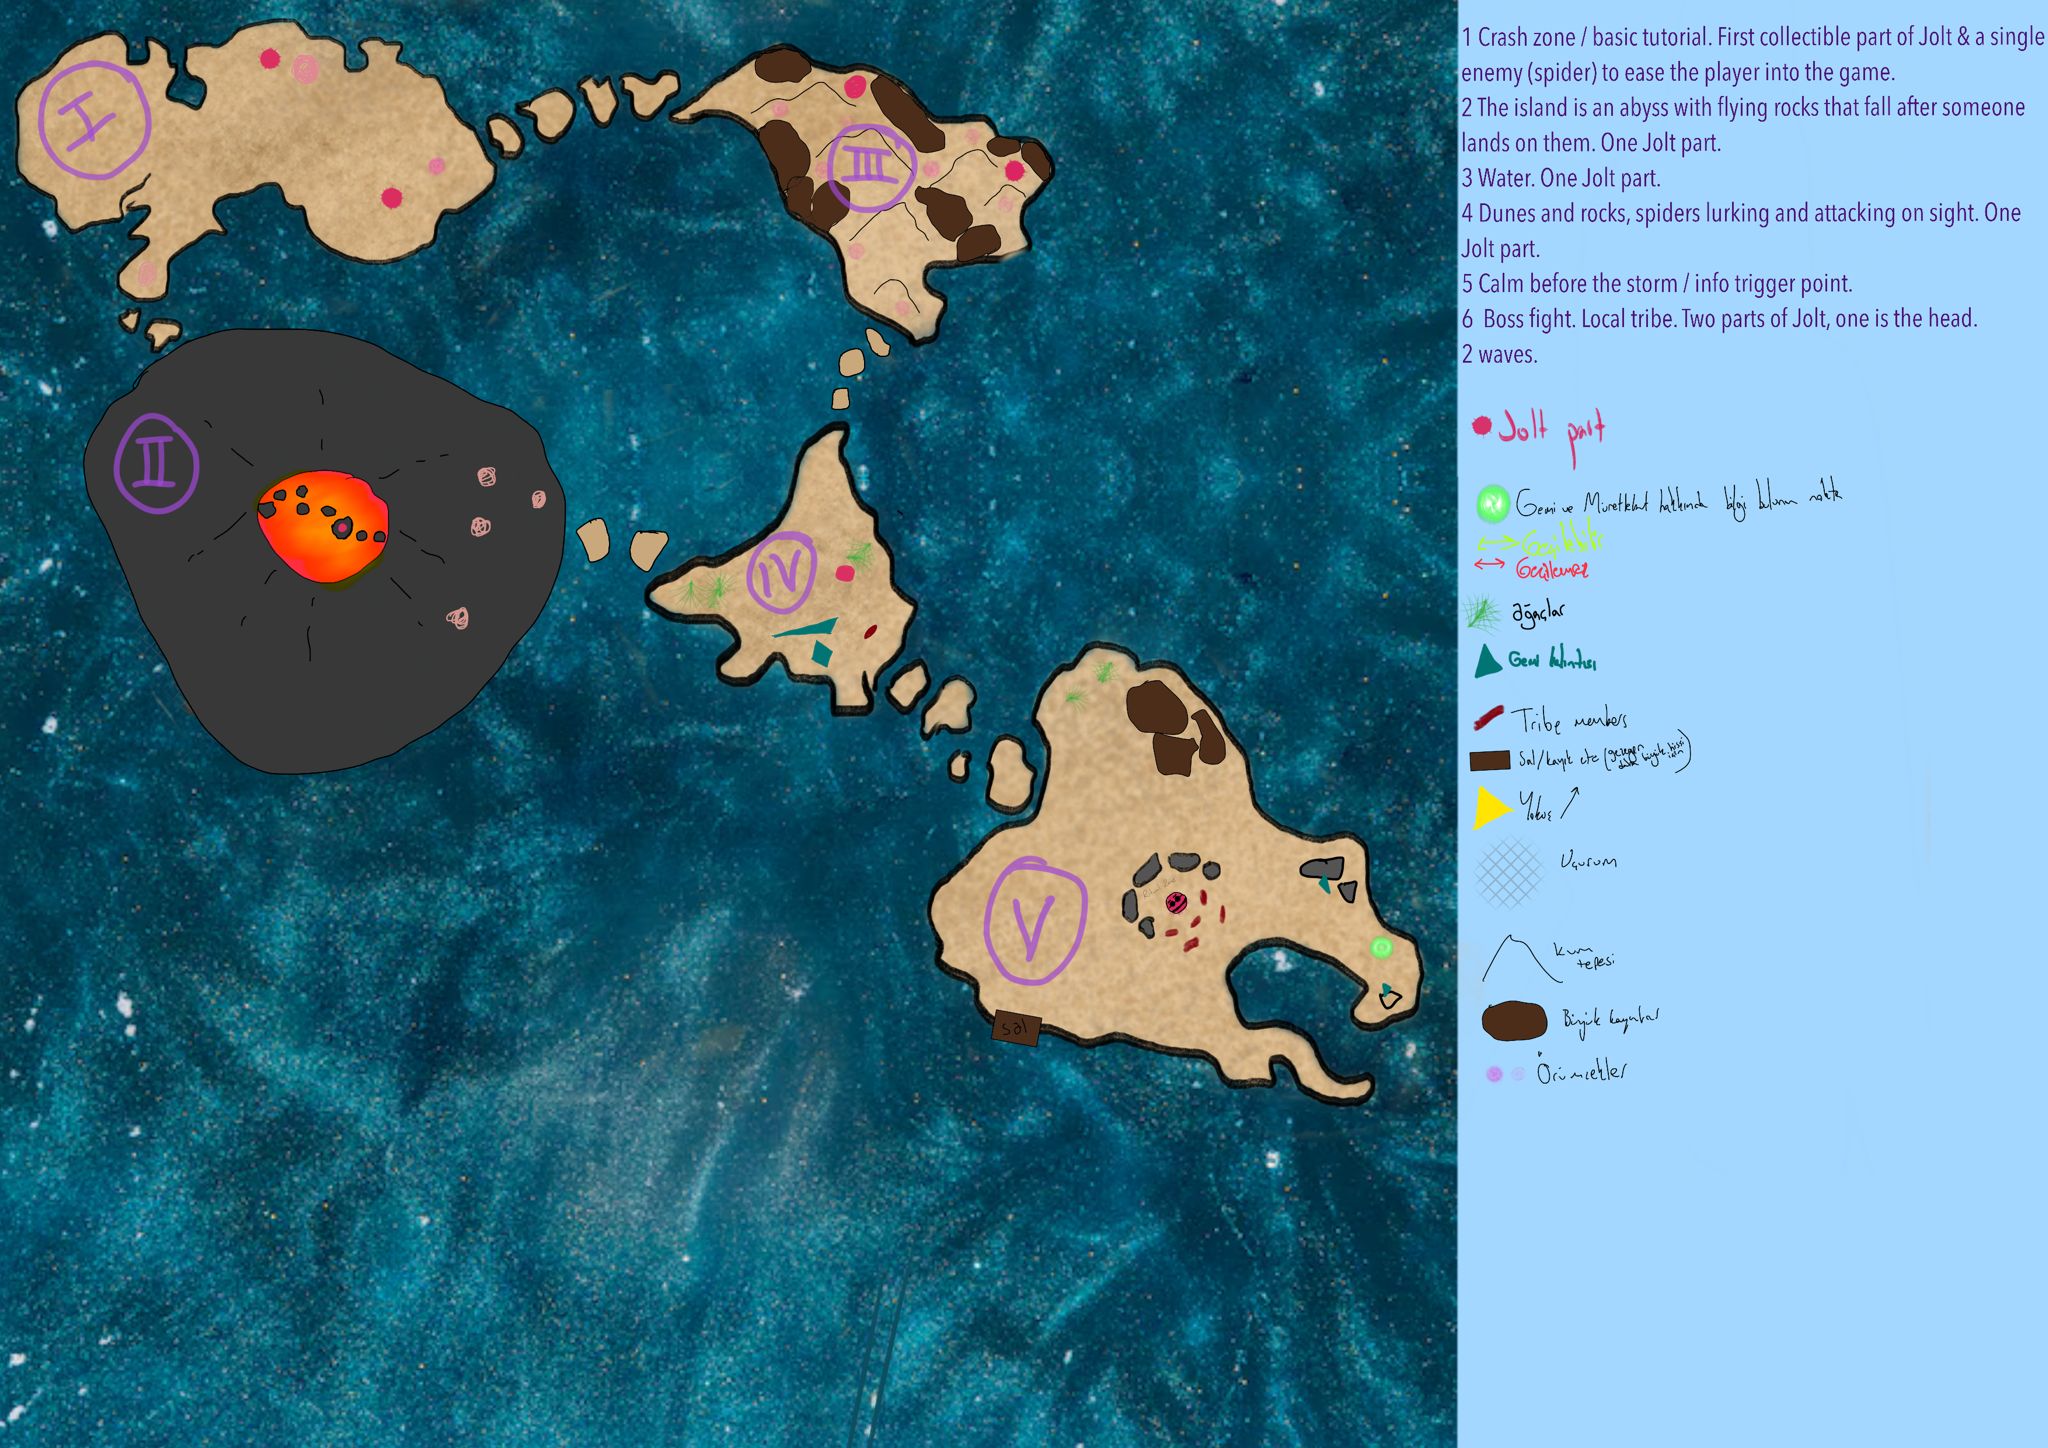 I
II
III
IV
V
sal
1 Crash zone / basic tutorial. First collectible part of Jolt & a single
enemy (spider) to ease the player into the game.
2 The island is an abyss with flying rocks that fall after someone
lands on them. One Jolt part.
3 Water. One Jolt part.
4 Dunes and rocks, spiders lurking and attacking on sight. One
Jolt part.
5 Calm before the storm / info trigger point.
6 Boss fight. Local tribe. Two parts of Jolt, one is the head.
2 waves.
Jolt part
Gemi ve Mürettebat hakkında bilgi bulunan nokta
Geçilebilir
Geçilemez
ağaçlar
Gemi kalıntısı
Tribe members
Sal/kayık etc
Yokuş
Uçurum
kum
tepesi
Büyük kayalar
Örümcekler